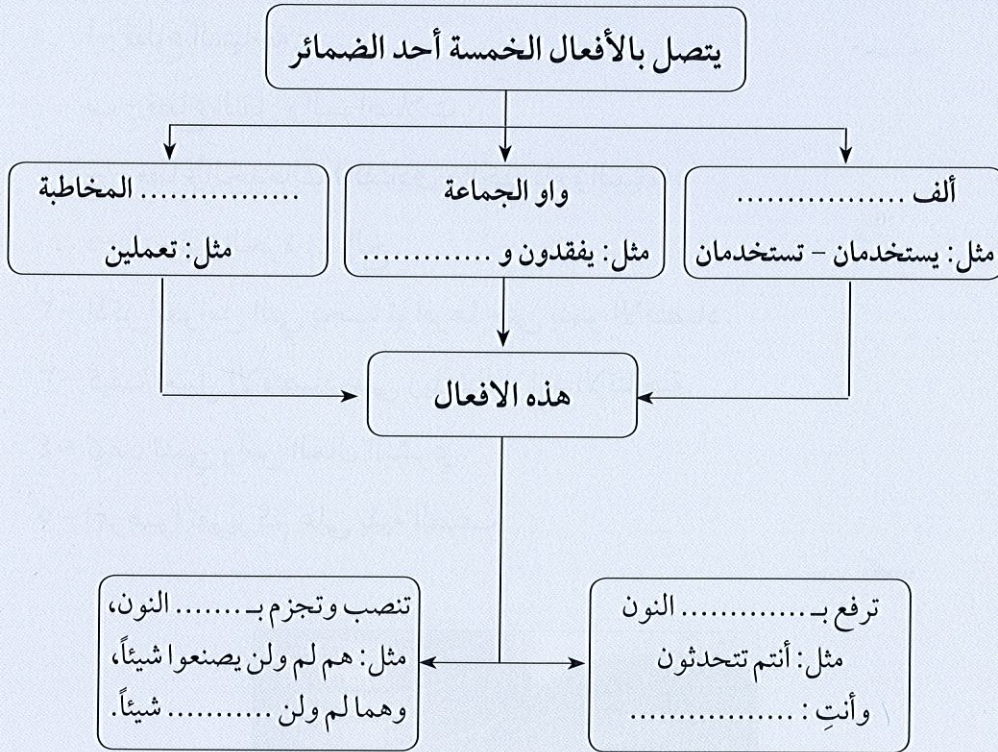 يتصل بالأفعال الخمسة أحد الضمائر
ألف .................
مثل: يستخدمان – تستخدمان
واو الجماعة
مثل: يفقدون و .............
............... المخاطبة
مثل: تعملين
هذه الافعال
ترفع بـ ............. النون
مثل: أنتم تتحدثون
وأنتِ : .................
تنصب وتجزم بـ ....... النون،
مثل: هم لم ولن يصنعوا شيئاً،
وهما لم ولن ........... شيئاً.